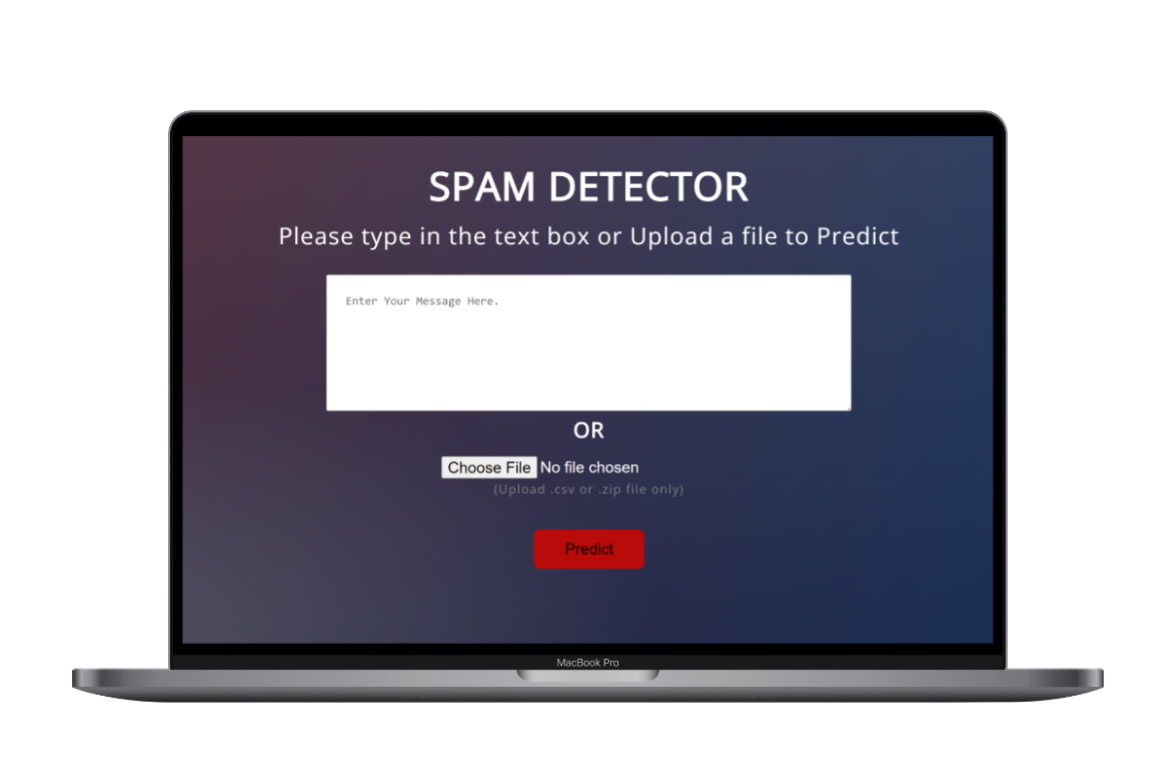 SPAM DETECTOR
Please type in the text box or Upload a file to Predict
Enter Your Message Here.
OR
Choose File No file chosen
(Upload .csv or .zip file only)
Predict
MacBook Pro